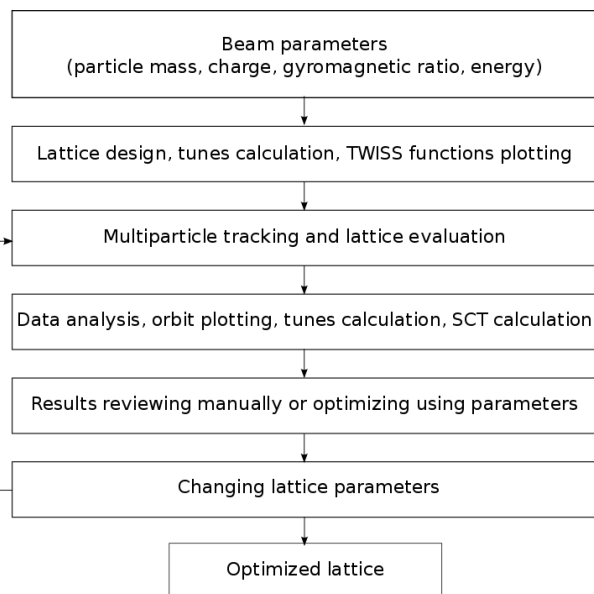 Beam parameters
(particle mass, charge, gyromagnetic ratio, energy)
Lattice design, tunes calculation, TWISS functions plotting
Multiparticle tracking and lattice evaluation
Data analysis, orbit plotting, tunes calculation, SCT calculation
Results reviewing manually or optimizing using parameters
Changing lattice parameters
Optimized lattice